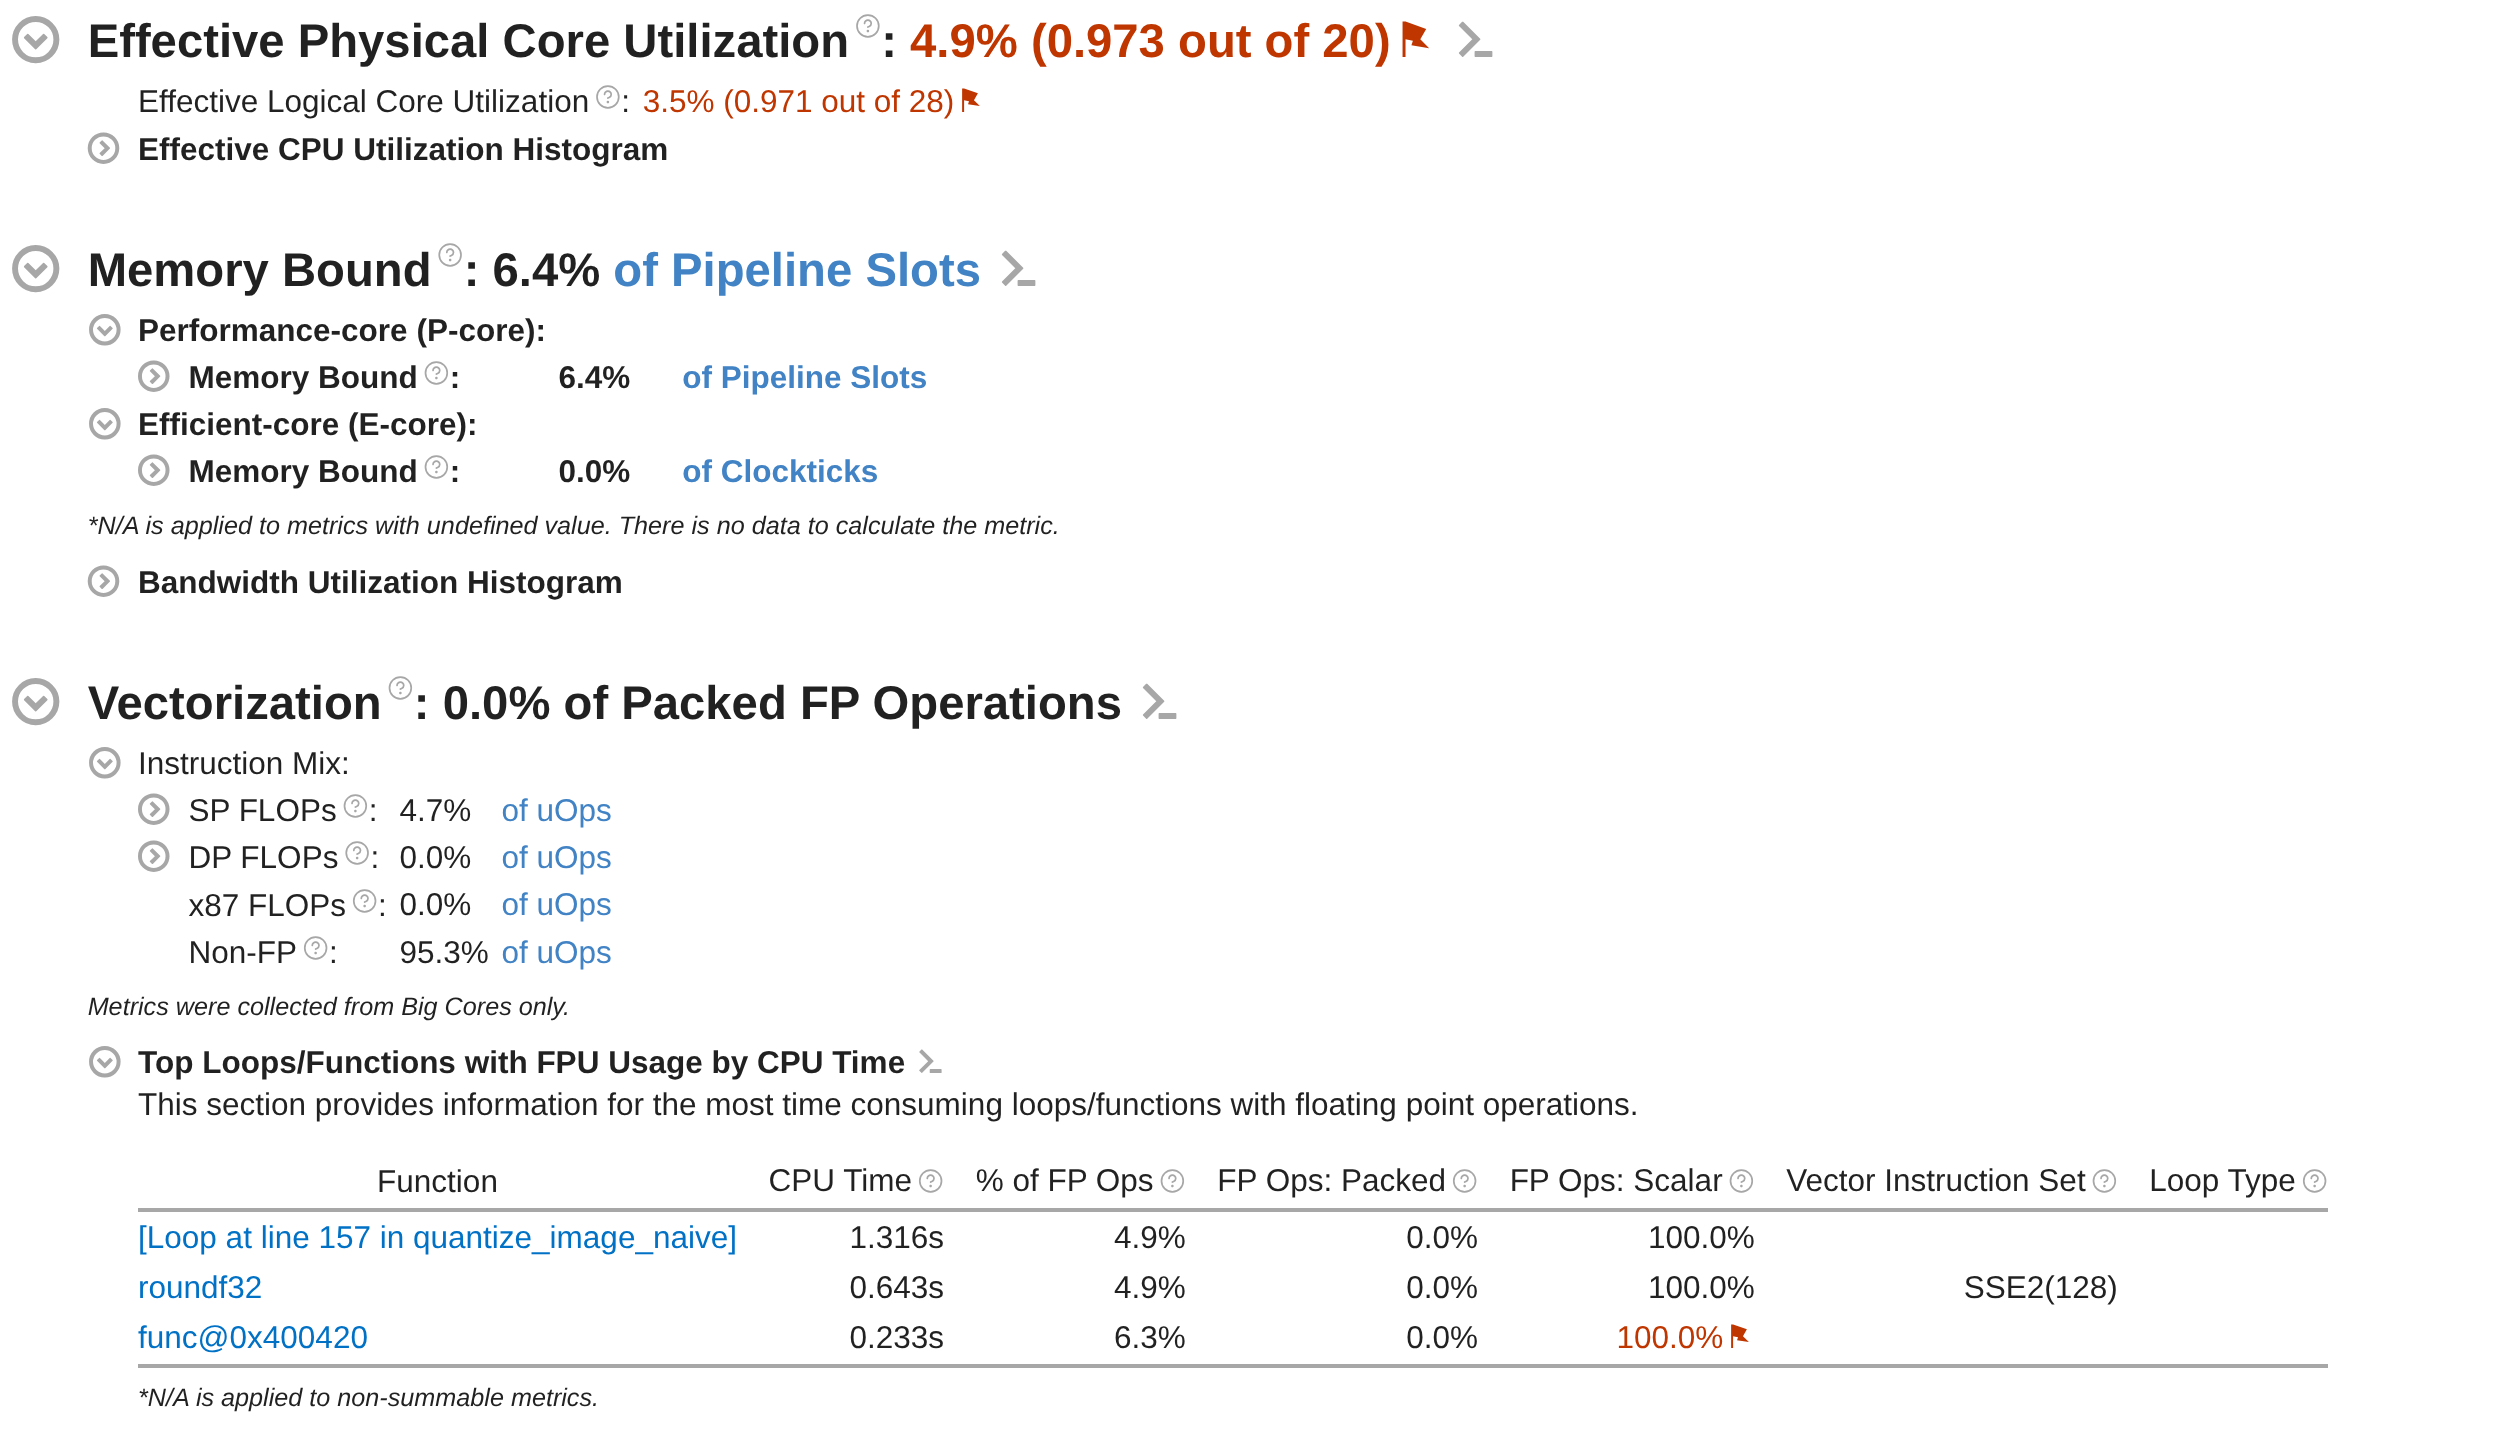 Effective Physical Core Utilization: 4.9% (0.973 out of 20)
Effective Logical Core Utilization: 3.5% (0.971 out of 28)
Effective CPU Utilization Histogram
Memory Bound: 6.4% of Pipeline Slots
Performance-core (P-core):
Memory Bound: 6.4% of Pipeline Slots
Efficient-core (E-core):
Memory Bound: 0.0% of Clockticks
*N/A is applied to metrics with undefined value. There is no data to calculate the metric.
Bandwidth Utilization Histogram
Vectorization: 0.0% of Packed FP Operations
Instruction Mix:
SP FLOPs: 4.7% of uOps
DP FLOPs: 0.0% of uOps
x87 FLOPs: 0.0% of uOps
Non-FP: 95.3% of uOps
Metrics were collected from Big Cores only.
Top Loops/Functions with FPU Usage by CPU Time
This section provides information for the most time consuming loops/functions with floating point operations.
Function CPU Time % of FP Ops FP Ops: Packed FP Ops: Scalar Vector Instruction Set Loop Type
[Loop at line 157 in quantize_image_naive] 1.316s 4.9% 0.0% 100.0%
roundf32 0.643s 4.9% 0.0% 100.0% SSE2(128)
func@0x400420 0.233s 6.3% 0.0% 100.0%
*N/A is applied to non-summable metrics.